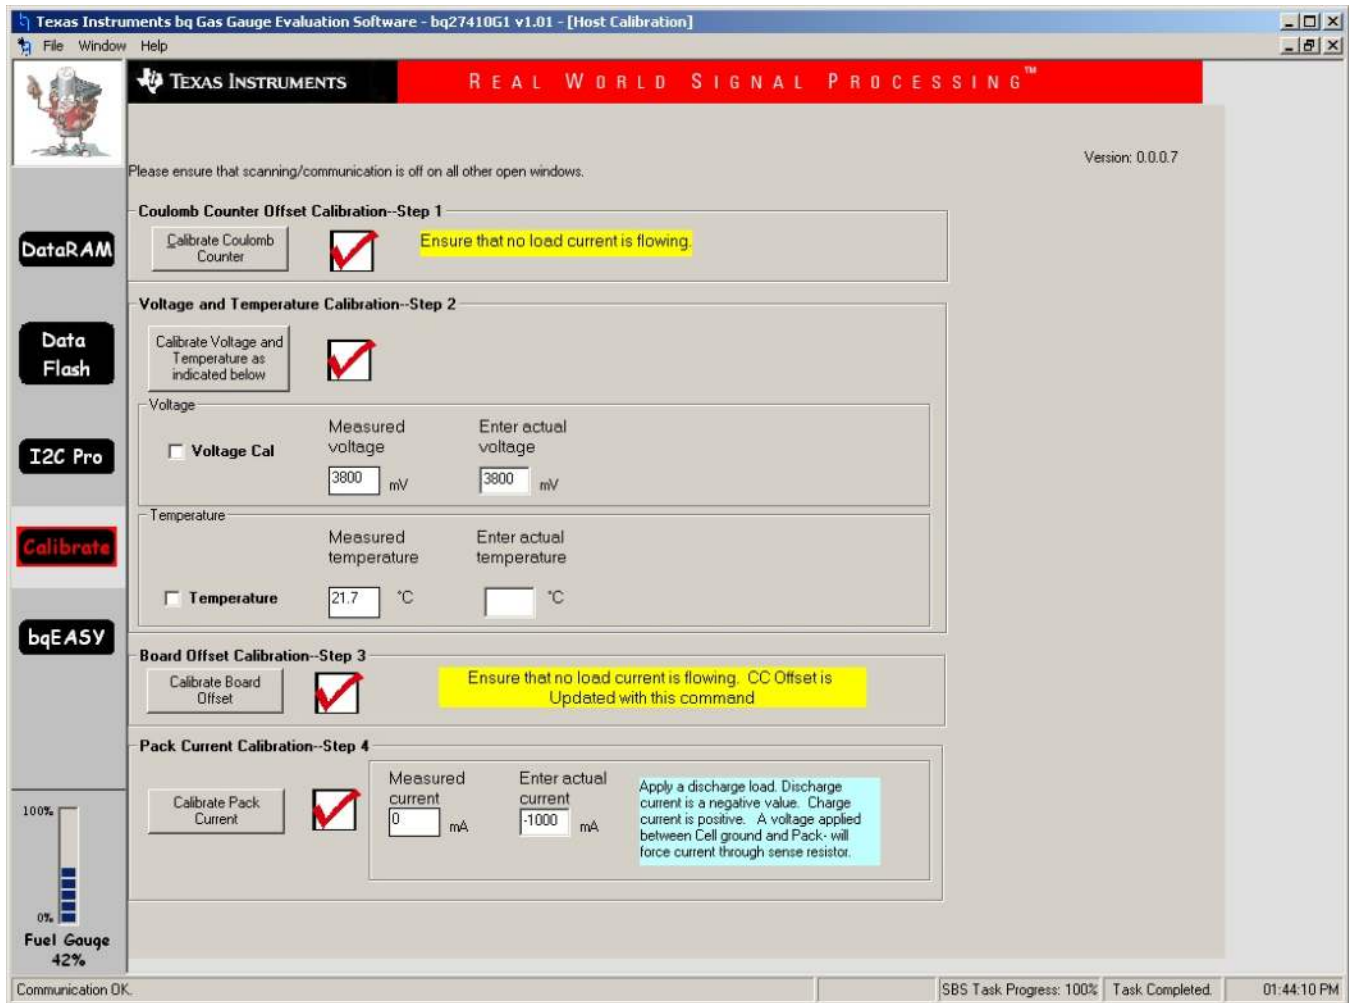 Texas Instruments bq Gas Gauge Evaluation Software - bq27410G1 v1.01 - [Host Calibration]
File Window Help
TEXAS INSTRUMENTS
REAL WORLD SIGNAL PROCESSING™
Version: 0.0.0.7
Please ensure that scanning/communication is off on all other open windows.
Coulomb Counter Offset Calibration--Step 1
Calibrate Coulomb
Counter
Ensure that no load current is flowing.
DataRAM
Voltage and Temperature Calibration--Step 2
Calibrate Voltage and
Temperature as
indicated below
Data
Flash
Voltage
Voltage Cal
Measured
voltage
3800 mV
Enter actual
voltage
3800 mV
I2C Pro
Temperature
Measured
temperature
Enter actual
temperature
Temperature
21.7 °C
°C
Calibrate
bqEASY
Board Offset Calibration--Step 3
Calibrate Board
Offset
Ensure that no load current is flowing. CC Offset is
Updated with this command
Pack Current Calibration--Step 4
Calibrate Pack
Current
Measured
current
0 mA
Enter actual
current
-1000 mA
Apply a discharge load. Discharge
current is a negative value. Charge
current is positive. A voltage applied
between Cell ground and Pack- will
force current through sense resistor.
100%
0%
Fuel Gauge
42%
Communication OK.
SBS Task Progress: 100%
Task Completed.
01:44:10 PM